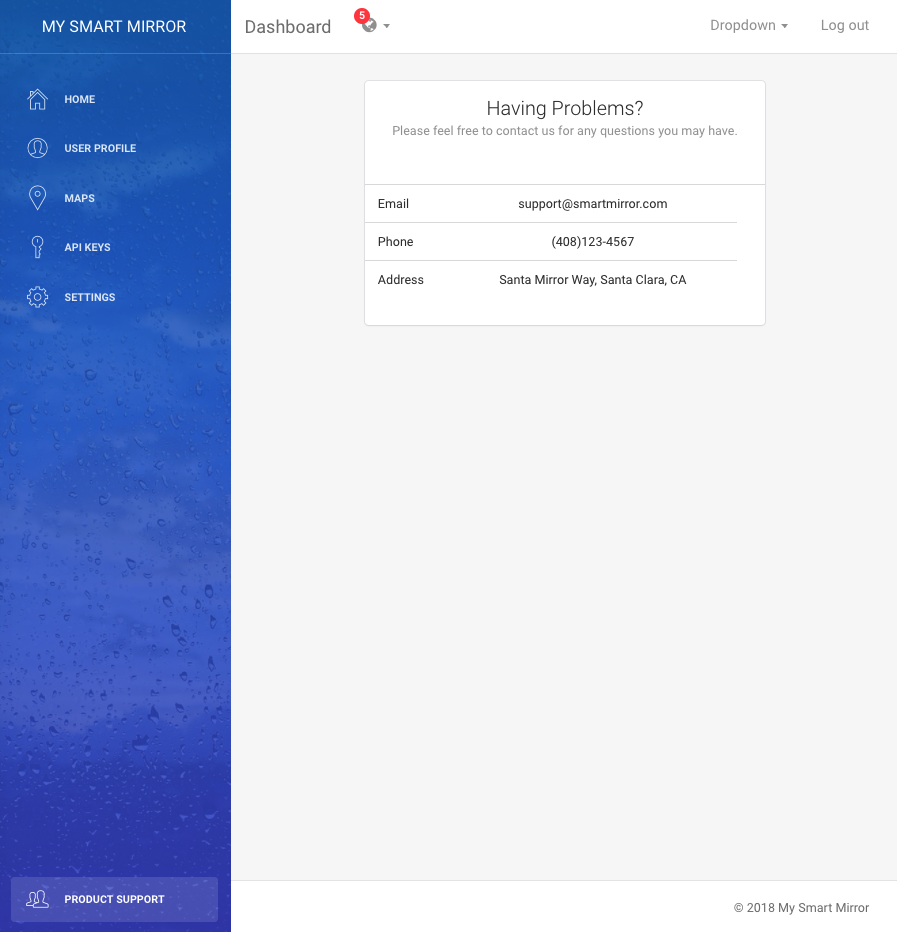 MY SMART MIRROR
HOME
USER PROFILE
MAPS
API KEYS
SETTINGS
PRODUCT SUPPORT
Dashboard
5
Dropdown
Log out
Having Problems?
Please feel free to contact us for any questions you may have.
Email support@smartmirror.com
Phone (408)123-4567
Address Santa Mirror Way, Santa Clara, CA
© 2018 My Smart Mirror